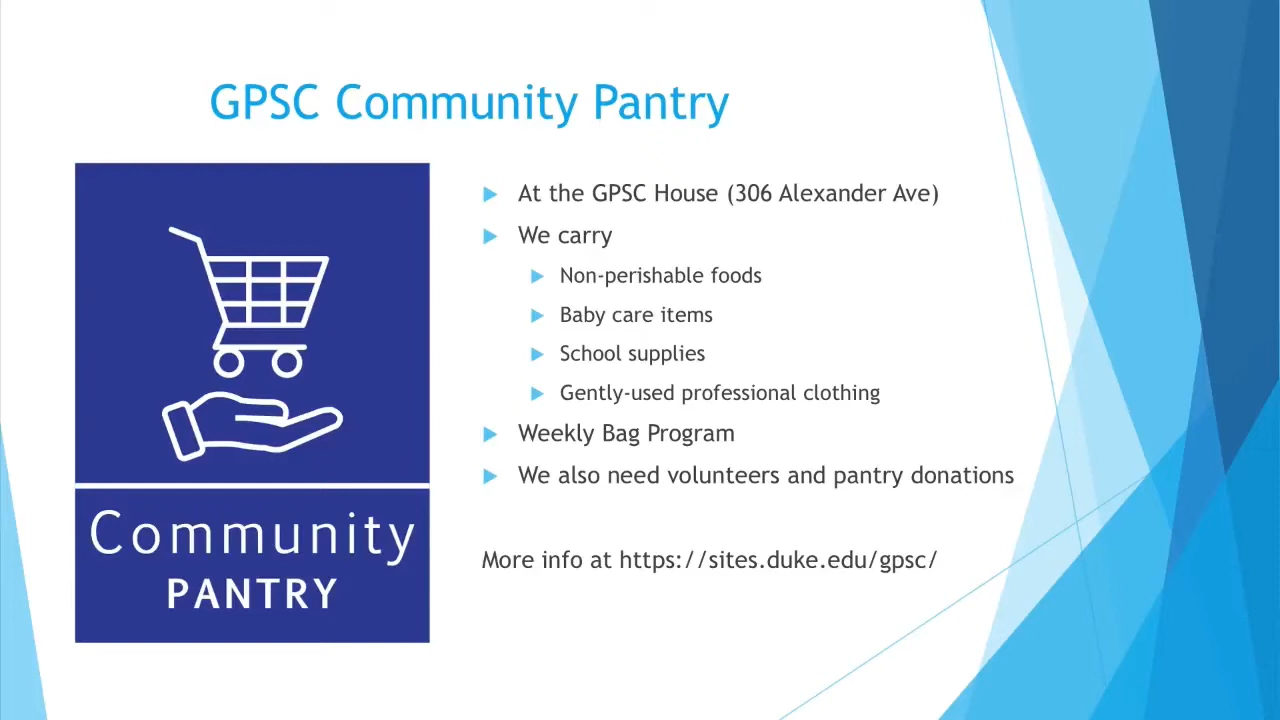 GPSC Community Pantry
At the GPSC House (306 Alexander Ave)
We carry
Non-perishable foods
Baby care items
School supplies
Gently-used professional clothing
Weekly Bag Program
We also need volunteers and pantry donations
More info at https://sites.duke.edu/gpsc/
Community
PANTRY